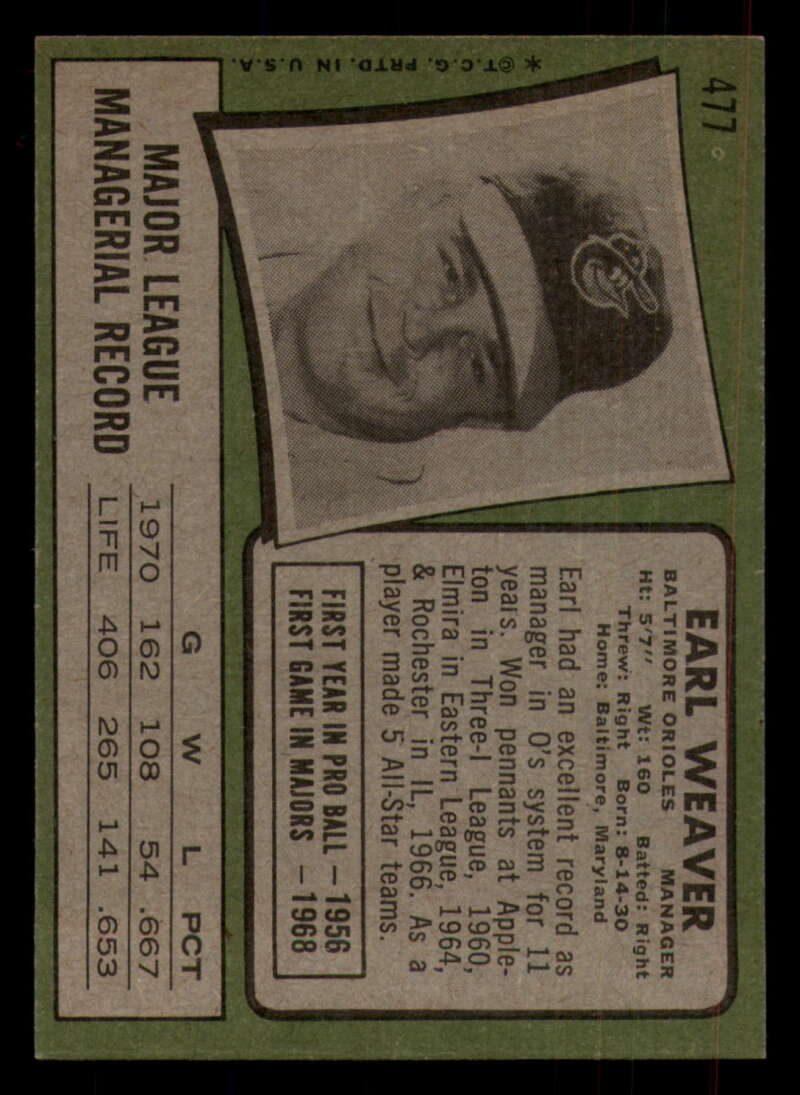 477
EARL WEAVER
BALTIMORE ORIOLES MANAGER
Ht: 5'7" Wt: 160 Batted: Right
Threw: Right Born: 8-14-30
Home: Baltimore, Maryland
Earl had an excellent record as
manager in O's system for 11
years. Won pennants at Apple-
ton in Three-I League, 1960,
Elmira in Eastern League, 1964,
& Rochester in IL, 1966. As a
player made 5 All-Star teams.
FIRST YEAR IN PRO BALL – 1956
FIRST GAME IN MAJORS – 1968
MAJOR LEAGUE
MANAGERIAL RECORD
G W L PCT
1970 162 108 54 .667
LIFE 406 265 141 .653
* ©T.C.G. PRTD. IN U.S.A.